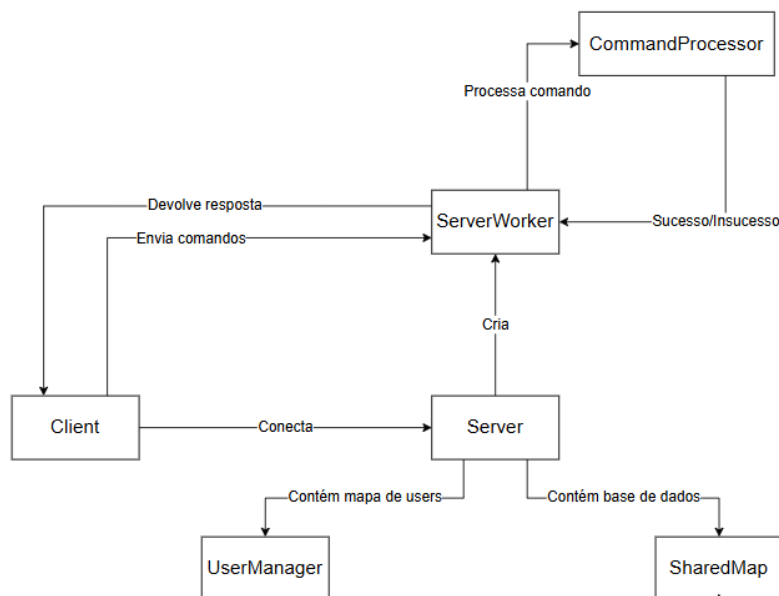 CommandProcessor
Processa comando
Devolve resposta
ServerWorker
Sucesso/Insucesso
Envia comandos
Cria
Client
Conecta
Server
Contém mapa de users
Contém base de dados
UserManager
SharedMap